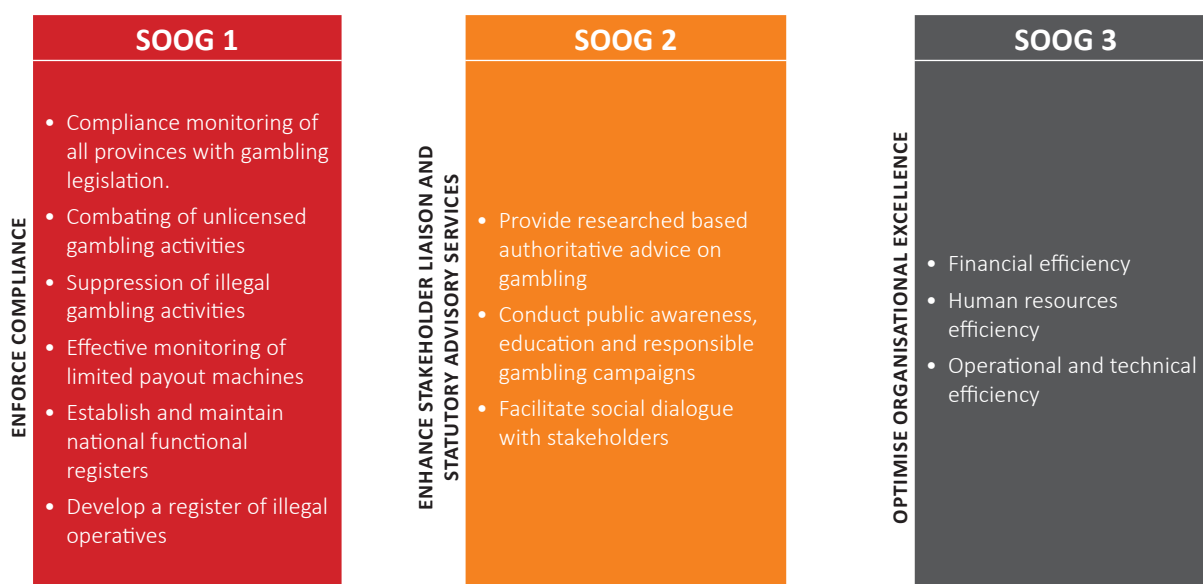 SOOG 1
ENFORCE COMPLIANCE
• Compliance monitoring of
all provinces with gambling
legislation.
• Combating of unlicensed
gambling activities
• Suppression of illegal
gambling activities
• Effective monitoring of
limited payout machines
• Establish and maintain
national functional
registers
• Develop a register of illegal
operatives
SOOG 2
ENHANCE STAKEHOLDER LIAISON AND
STATUTORY ADVISORY SERVICES
• Provide researched based
authoritative advice on
gambling
• Conduct public awareness,
education and responsible
gambling campaigns
• Facilitate social dialogue
with stakeholders
SOOG 3
OPTIMISE ORGANISATIONAL EXCELLENCE
• Financial efficiency
• Human resources
efficiency
• Operational and technical
efficiency